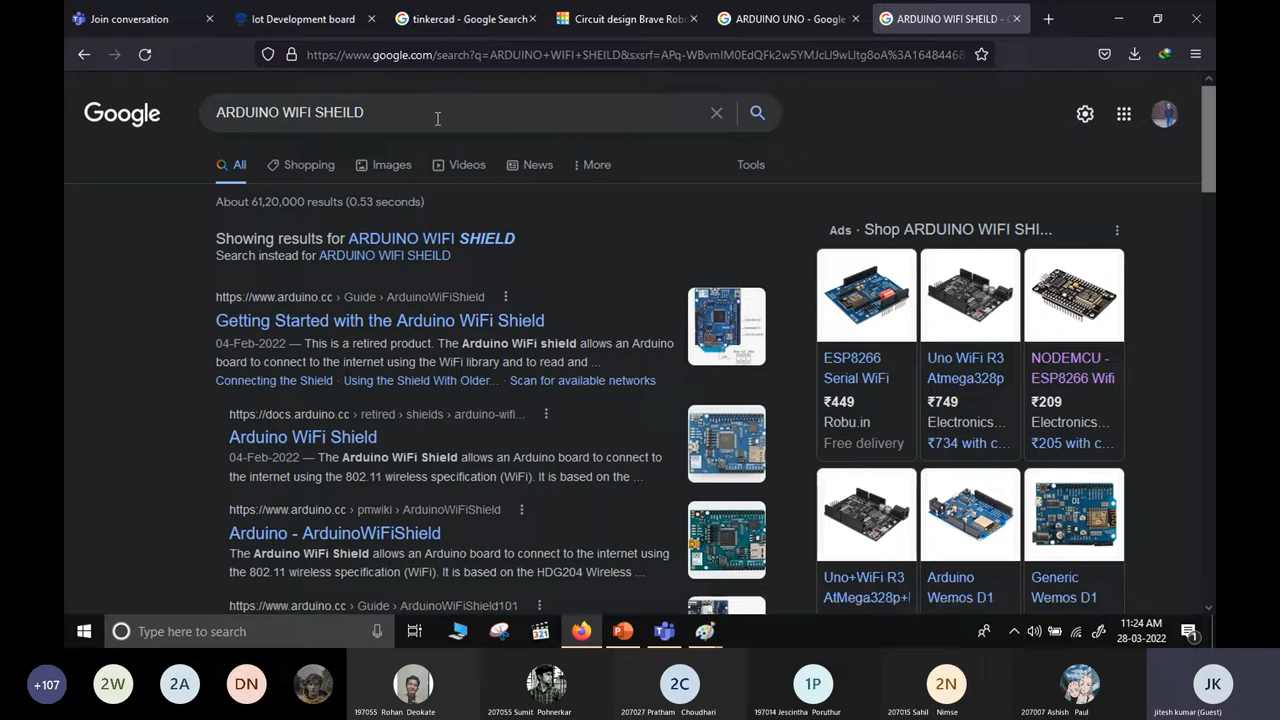 Join conversation
Iot Development board
tinkercad - Google Search
Circuit design Brave Rob
ARDUINO UNO - Google
ARDUINO WIFI SHEILD -
https://www.google.com/search?q=ARDUINO+WIFI+SHEILD&sxsrf=APq-WBvmIM0EdQFk2w5YMJcLl9wLltg8oA%3A16484468
Google
ARDUINO WIFI SHEILD
All
Shopping
Images
Videos
News
More
Tools
About 61,20,000 results (0.53 seconds)
Showing results for ARDUINO WIFI SHIELD
Search instead for ARDUINO WIFI SHEILD
https://www.arduino.cc › Guide › ArduinoWiFiShield
Getting Started with the Arduino WiFi Shield
04-Feb-2022 — This is a retired product. The Arduino WiFi shield allows an Arduino
board to connect to the internet using the WiFi library and to read and ...
Connecting the Shield · Using the Shield With Older... · Scan for available networks
https://docs.arduino.cc › retired › shields › arduino-wifi...
Arduino WiFi Shield
04-Feb-2022 — The Arduino WiFi Shield allows an Arduino board to connect to
the internet using the 802.11 wireless specification (WiFi). It is based on the ...
https://www.arduino.cc › pmwiki › ArduinoWiFiShield
Arduino - ArduinoWiFiShield
The Arduino WiFi Shield allows an Arduino board to connect to the internet using
the 802.11 wireless specification (WiFi). It is based on the HDG204 Wireless ...
https://www.arduino.cc › Guide › ArduinoWiFiShield101
Ads · Shop ARDUINO WIFI SHI...
ESP8266
Serial WiFi
₹449
Robu.in
Free delivery
Uno WiFi R3
Atmega328p
₹749
Electronics...
₹734 with c...
NODEMCU -
ESP8266 Wifi
₹209
Electronics...
₹205 with c...
Uno+WiFi R3
AtMega328p+
Arduino
Wemos D1
Generic
Wemos D1
Type here to search
321
11:24 AM
28-03-2022
1
+107
2W
2A
DN
197055 Rohan Deokate
207055 Sumit Pohnerkar
2C
207027 Pratham Choudhari
1P
197014 Jescintha Poruthur
2N
207015 Sahil Nimse
207007 Ashish Paul
JK
jitesh kumar (Guest)